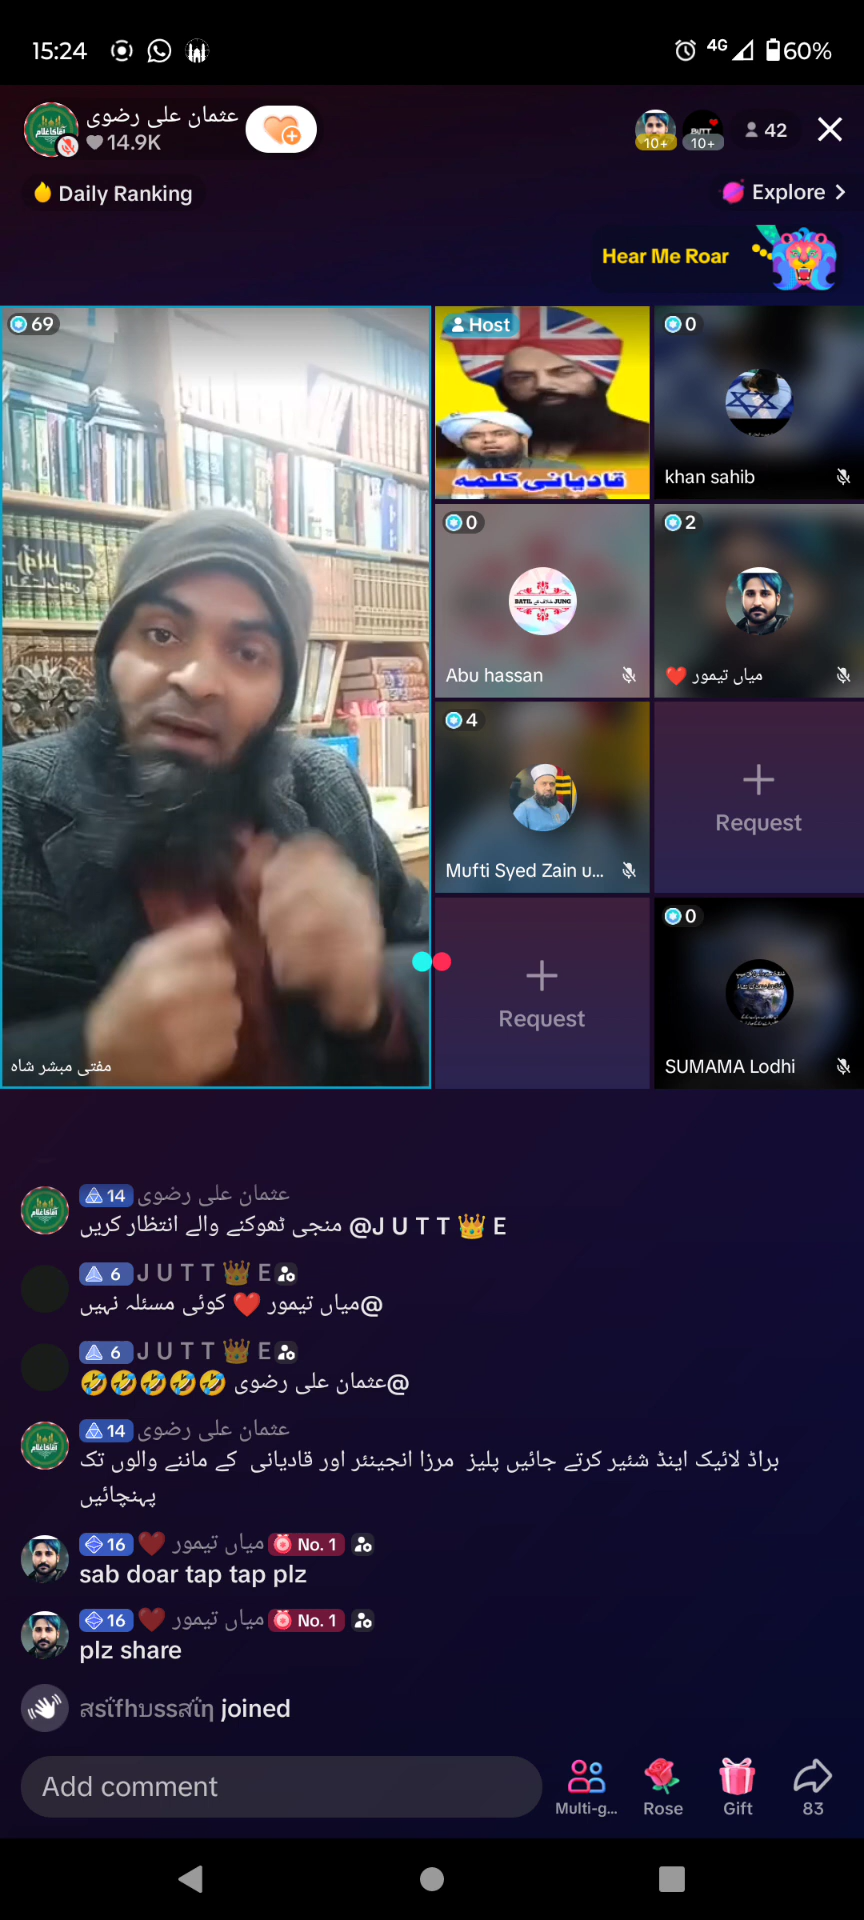 15:24
4G
60%
عثمان علی رضوی
14.9K
10+
10+
42
Daily Ranking
Explore
Hear Me Roar
69
Host
قادیانی کلمہ
0
khan sahib
0
BATIL
JUNG
Abu hassan
2
میاں تیمور ❤️
4
Mufti Syed Zain u...
Request
Request
0
SUMAMA Lodhi
مفتی مبشر شاہ
14 عثمان علی رضوی
@J U T T 👑 E منجی ٹھوکنے والے انتظار کریں
6 J U T T 👑 E
@میاں تیمور ❤️ کوئی مسئلہ نہیں
6 J U T T 👑 E
@عثمان علی رضوی 🤣🤣🤣🤣🤣
14 عثمان علی رضوی
براڈ لائیک اینڈ شئیر کرتے جائیں پلیز مرزا انجینئر اور قادیانی کے ماننے والوں تک
پہنچائیں
16 ❤️ میاں تیمور No. 1
sab doar tap tap plz
16 ❤️ میاں تیمور No. 1
plz share
joined
Add comment
Multi-g...
Rose
Gift
83